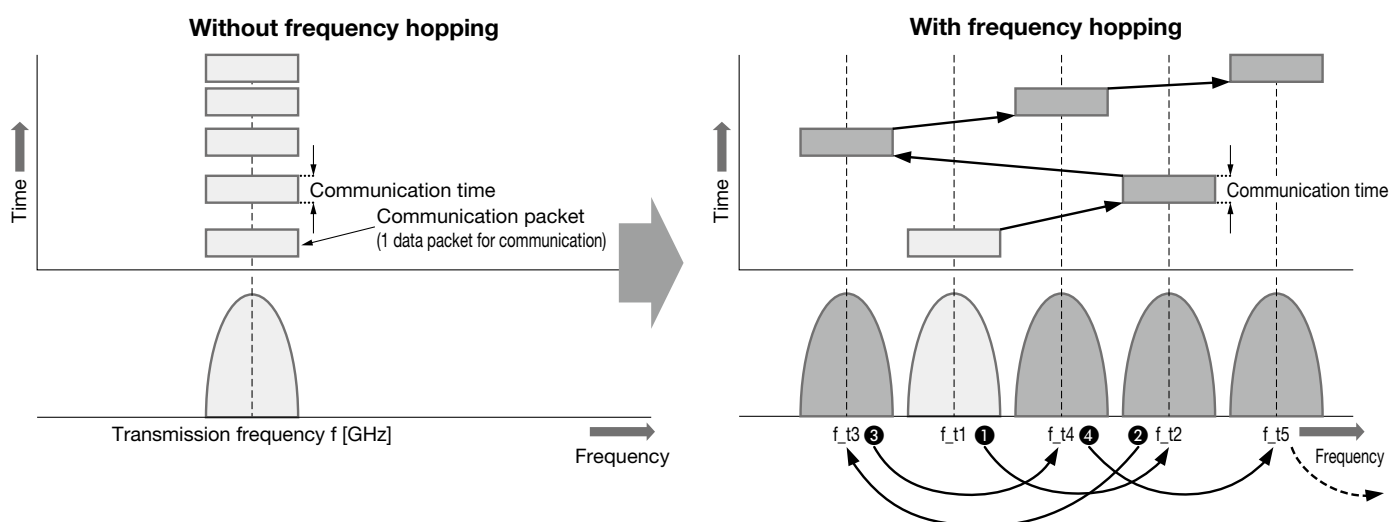 Without frequency hopping
Time
Communication time
Communication packet
(1 data packet for communication)
Transmission frequency f [GHz]
Frequency
With frequency hopping
Time
Communication time
f_t3 ❸ f_t1 ❶ f_t4 ❹ ❷ f_t2 f_t5
Frequency